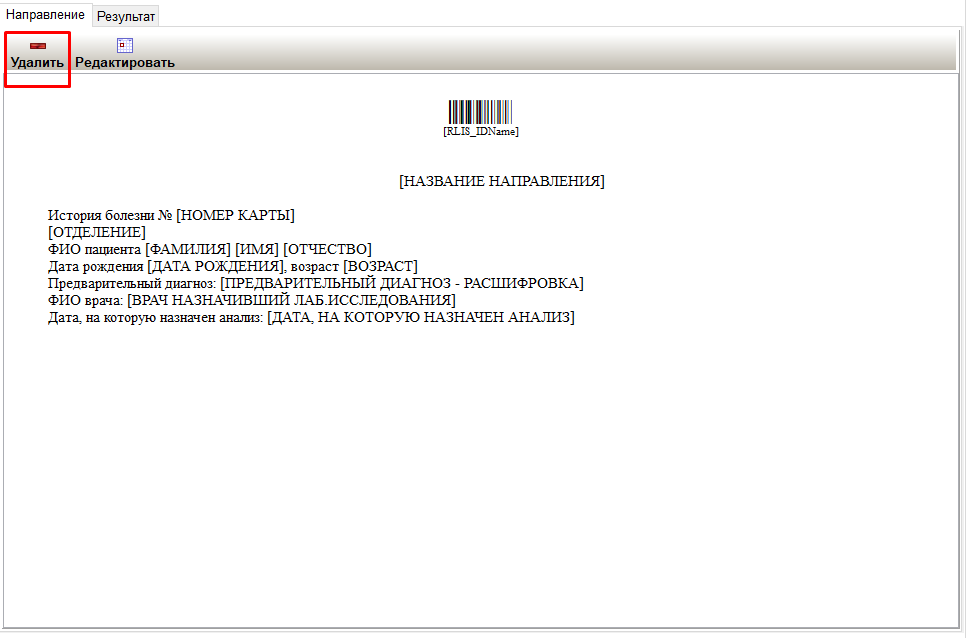 Направление Результат
Удалить Редактировать
[RLIS_IDName]
[НАЗВАНИЕ НАПРАВЛЕНИЯ]
История болезни № [НОМЕР КАРТЫ]
[ОТДЕЛЕНИЕ]
ФИО пациента [ФАМИЛИЯ] [ИМЯ] [ОТЧЕСТВО]
Дата рождения [ДАТА РОЖДЕНИЯ], возраст [ВОЗРАСТ]
Предварительный диагноз: [ПРЕДВАРИТЕЛЬНЫЙ ДИАГНОЗ - РАСШИФРОВКА]
ФИО врача: [ВРАЧ НАЗНАЧИВШИЙ ЛАБ.ИССЛЕДОВАНИЯ]
Дата, на которую назначен анализ: [ДАТА, НА КОТОРУЮ НАЗНАЧЕН АНАЛИЗ]